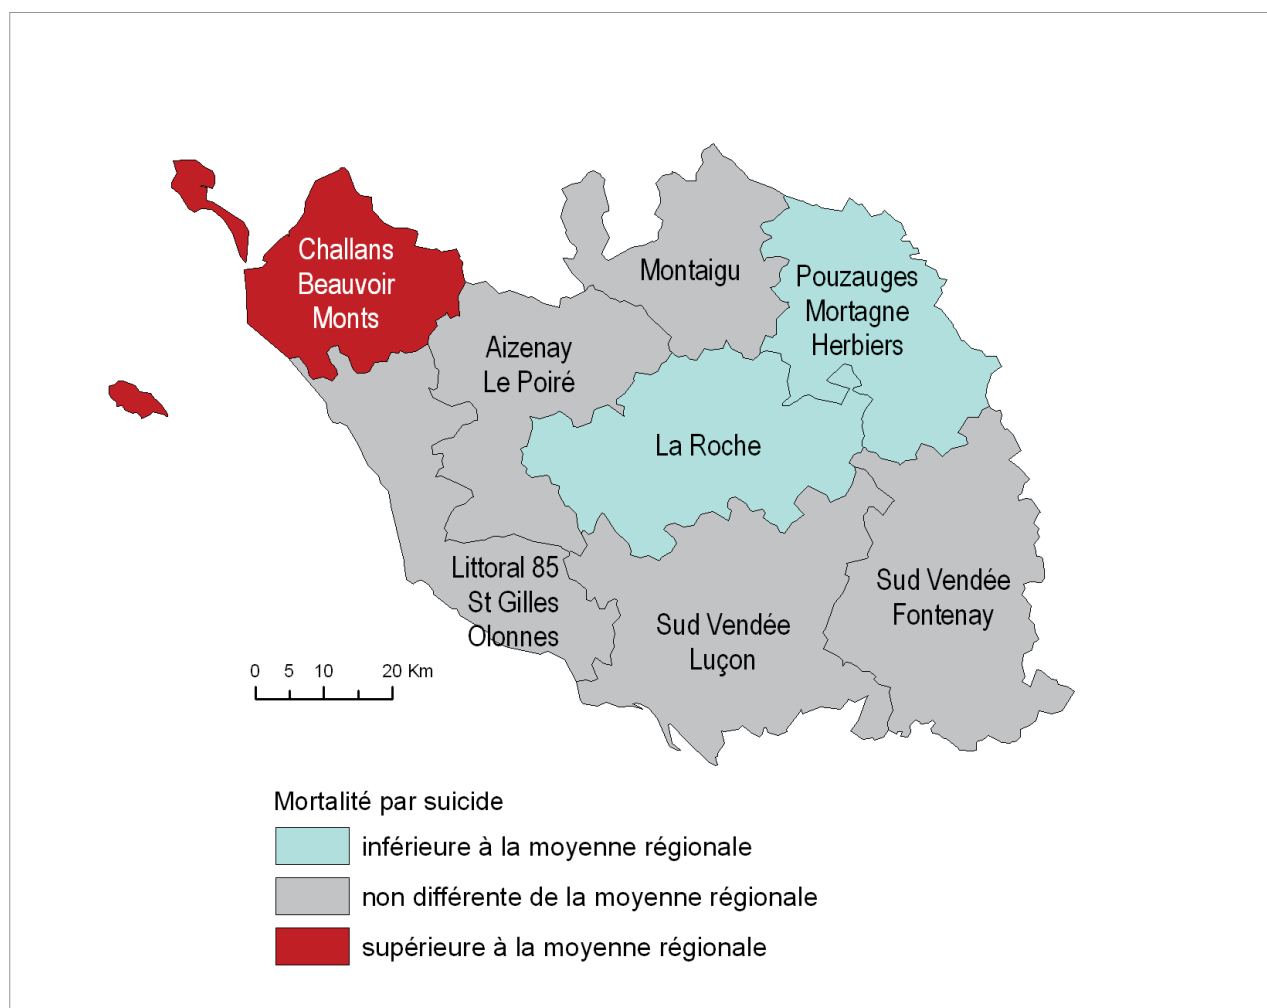 Challans
Beauvoir
Monts
Montaigu
Pouzauges
Mortagne
Herbiers
Aizenay
Le Poiré
La Roche
Littoral 85
St Gilles
Olonnes
Sud Vendée
Luçon
Sud Vendée
Fontenay
0 5 10 20 Km
Mortalité par suicide
inférieure à la moyenne régionale
non différente de la moyenne régionale
supérieure à la moyenne régionale